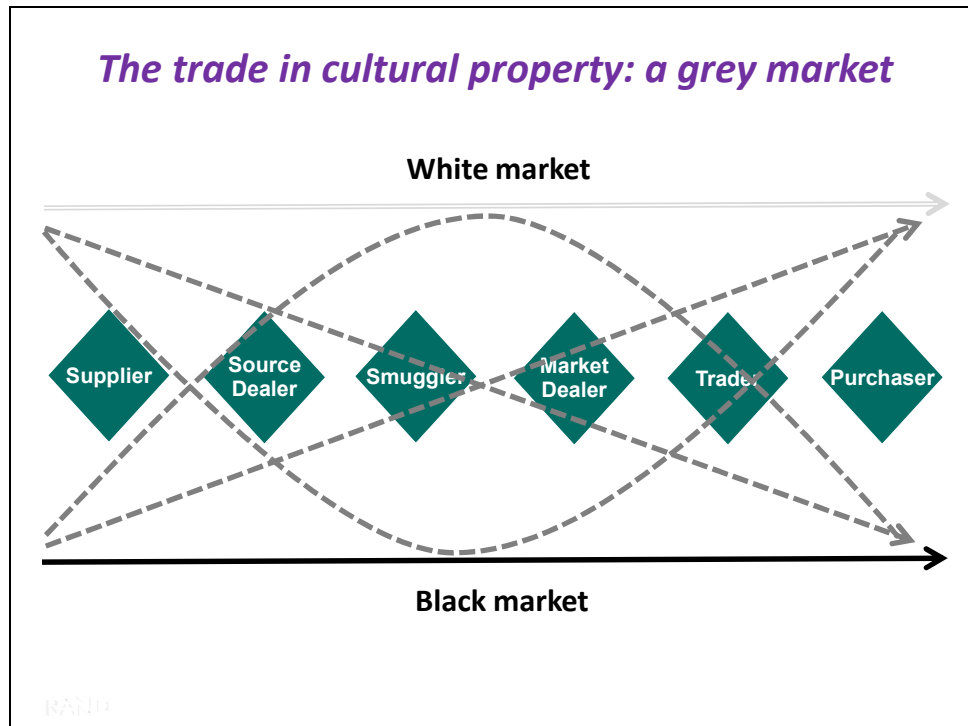 The trade in cultural property: a grey market
White market
Supplier
Source
Dealer
Smuggler
Market
Dealer
Trader
Purchaser
Black market
RAND